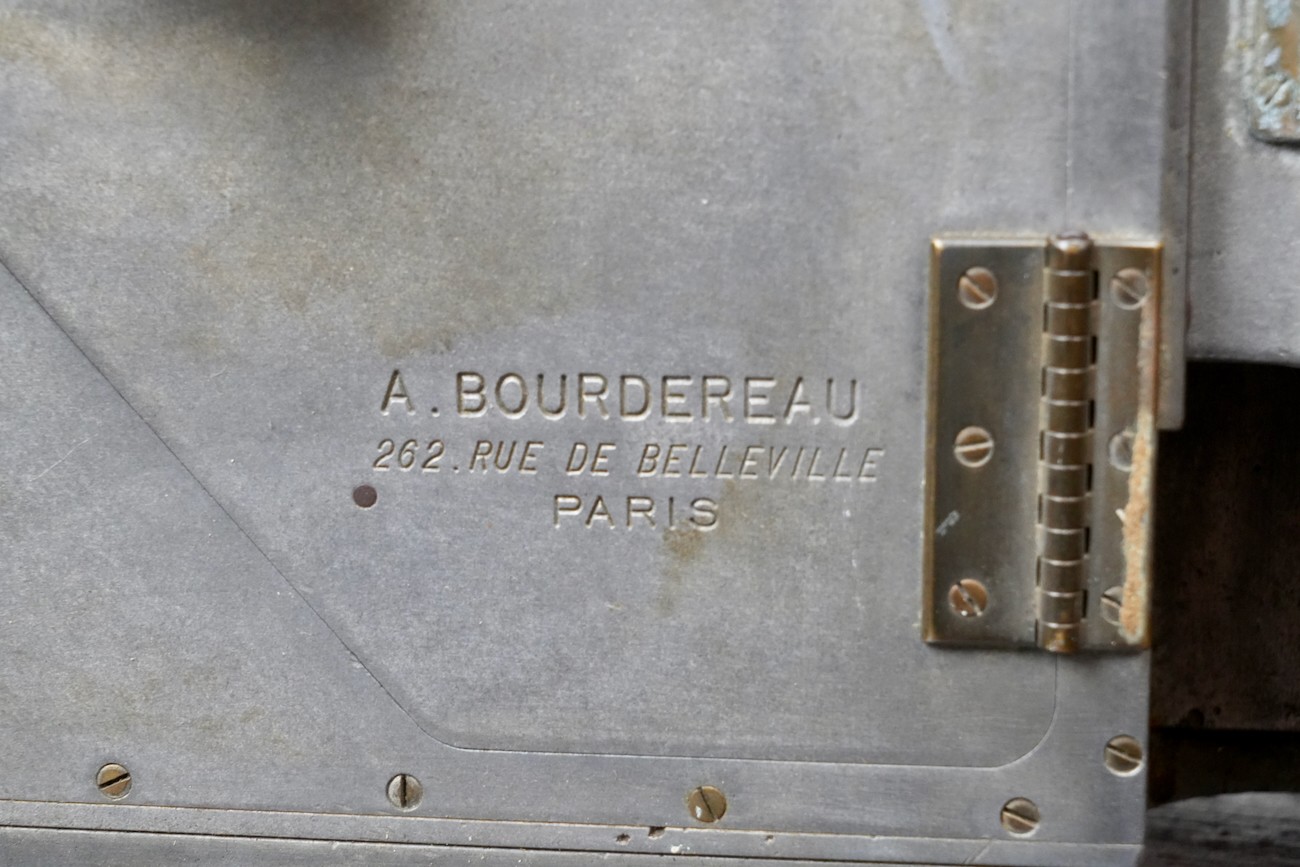 A. BOURDEREAU
262. RUE DE BELLEVILLE
PARIS